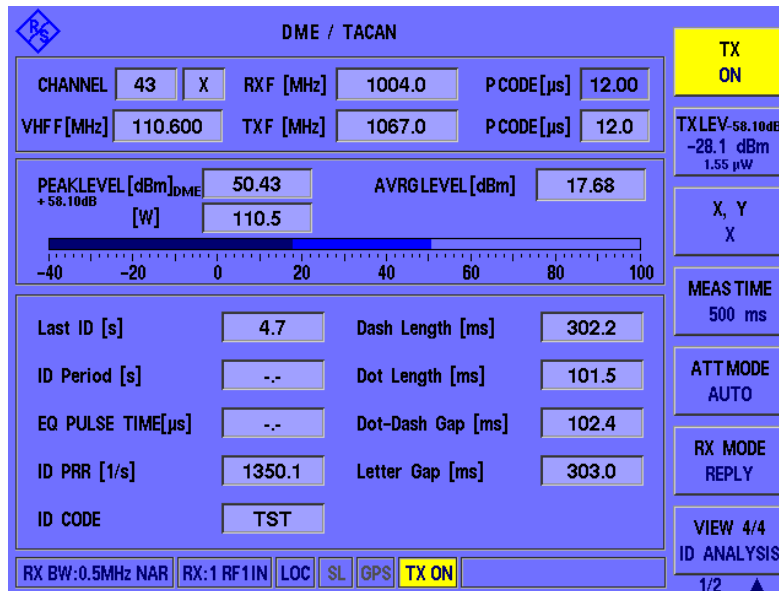 R&S
DME / TACAN
CHANNEL 43 X RXF [MHz] 1004.0 P CODE[µs] 12.00
VHF F[MHz] 110.600 TXF [MHz] 1067.0 P CODE[µs] 12.0
PEAKLEVEL[dBm]DME 50.43 AVRGLEVEL[dBm] 17.68
+ 58.10dB
[W] 110.5
-40 -20 0 20 40 60 80 100
Last ID [s] 4.7 Dash Length [ms] 302.2
ID Period [s] -.- Dot Length [ms] 101.5
EQ PULSE TIME[µs] -.- Dot-Dash Gap [ms] 102.4
ID PRR [1/s] 1350.1 Letter Gap [ms] 303.0
ID CODE TST
RX BW:0.5MHz NAR RX:1 RF1IN LOC SL GPS TX ON
TX
ON
TXLEV-58.10dB
-28.1 dBm
1.55 µW
X, Y
X
MEAS TIME
500 ms
ATT MODE
AUTO
RX MODE
REPLY
VIEW 4/4
ID ANALYSIS
1/2